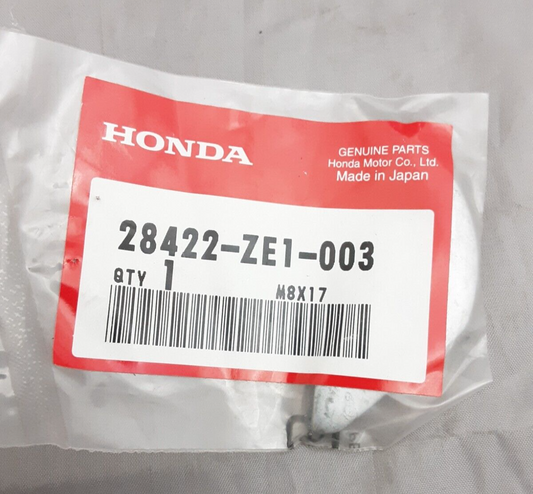 HONDA
GENUINE PARTS
Honda Motor Co., Ltd.
Made in Japan
28422-ZE1-003
QTY 1
M8X17